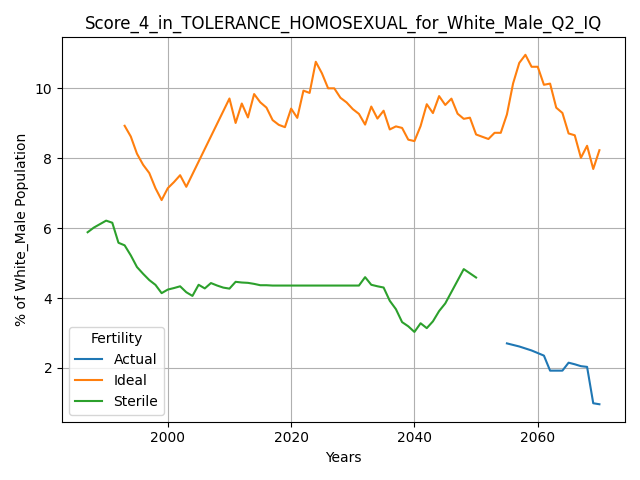 Score_4_in_TOLERANCE_HOMOSEXUAL_for_White_Male_Q2_IQ
% of White_Male Population
10
8
6
4
2
Fertility
Actual
Ideal
Sterile
2000
2020
2040
2060
Years